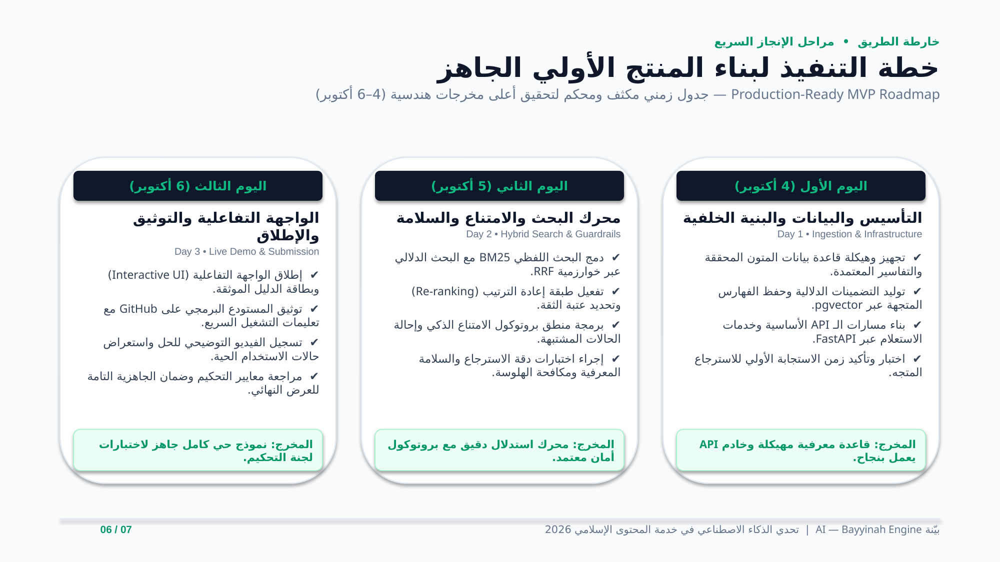 خارطة الطريق • مراحل الإنجاز السريع
خطة التنفيذ لبناء المنتج الأولي الجاهز
Production-Ready MVP Roadmap — جدول زمني مكثف ومحكم لتحقيق أعلى مخرجات هندسية (4–6 أكتوبر)
اليوم الأول (4 أكتوبر)
التأسيس والبيانات والبنية الخلفية
Day 1 • Ingestion & Infrastructure
✔ تجهيز وهيكلة قاعدة بيانات المتون المحققة
والتفاسير المعتمدة.
✔ توليد التضمينات الدلالية وحفظ الفهارس
المتجهة عبر pgvector.
✔ بناء مسارات الـ API الأساسية وخدمات
الاستعلام عبر FastAPI.
✔ اختبار وتأكيد زمن الاستجابة الأولي للاسترجاع
المتجه.
المخرج: قاعدة معرفية مهيكلة وخادم API
يعمل بنجاح.
اليوم الثاني (5 أكتوبر)
محرك البحث والامتناع والسلامة
Day 2 • Hybrid Search & Guardrails
✔ دمج البحث اللفظي BM25 مع البحث الدلالي
عبر خوارزمية RRF.
✔ تفعيل طبقة إعادة الترتيب (Re-ranking)
وتحديد عتبة الثقة.
✔ برمجة منطق بروتوكول الامتناع الذكي وإحالة
الحالات المشتبهة.
✔ إجراء اختبارات دقة الاسترجاع والسلامة
المعرفية ومكافحة الهلوسة.
المخرج: محرك استدلال دقيق مع بروتوكول
أمان معتمد.
اليوم الثالث (6 أكتوبر)
الواجهة التفاعلية والتوثيق
والإطلاق
Day 3 • Live Demo & Submission
✔ إطلاق الواجهة التفاعلية (Interactive UI)
وبطاقة الدليل الموثقة.
✔ توثيق المستودع البرمجي على GitHub مع
تعليمات التشغيل السريع.
✔ تسجيل الفيديو التوضيحي للحل واستعراض
حالات الاستخدام الحية.
✔ مراجعة معايير التحكيم وضمان الجاهزية التامة
للعرض النهائي.
المخرج: نموذج حي كامل جاهز لاختبارات
لجنة التحكيم.
بيّنة AI — Bayyinah Engine | تحدي الذكاء الاصطناعي في خدمة المحتوى الإسلامي 2026
06 / 07